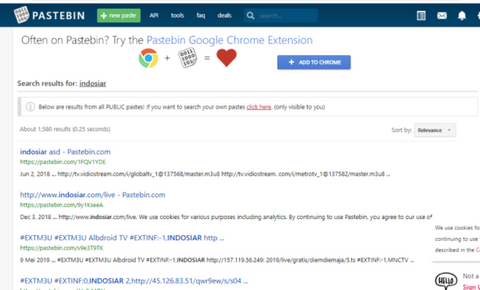 PASTEBIN
+ new paste
API
tools
faq
deals
search...
Often on Pastebin? Try the Pastebin Google Chrome Extension
+
=
+ ADD TO CHROME
Search results for: indosiar
Below are results from all PUBLIC pastes! If you want to search your own pastes click here. (only visible to you)
About 1,580 results (0.25 seconds)
Sort by: Relevance
indosiar asd - Pastebin.com
https://pastebin.com/1FQV1YDE
Jun 2, 2018 ... http://tv.vidiostream.com/i/globaltv_1@137568/master.m3u8 http://tv.vidiostream. com/i/metrotv_1@137582/master.m3u8 ...
http://www.indosiar.com/live - Pastebin.com
https://pastebin.com/9y1KseeA
Dec 3, 2018 ... http://www.indosiar.com/live. We use cookies for various purposes including analytics. By continuing to use Pastebin, you agree to our use of
We use cookies fo
continuing to use
described in the Co
#EXTM3U #EXTM3U Albdroid TV #EXTINF:-1,INDOSIAR http ...
https://pastebin.com/v9e3T9TK
9 Mei 2019 ... #EXTM3U #EXTM3U Albdroid TV #EXTINF:-1,INDOSIAR http://157.119.56.249: 2019/live/gratis/diemdiemaja/5.ts #EXTINF:-1,MNCTV ...
#EXTM3U #EXTINF:0,INDOSIAR 2,http://45.126.83.51/qwr9ew/s/s04 ...
HELLO
Not a
Sign U